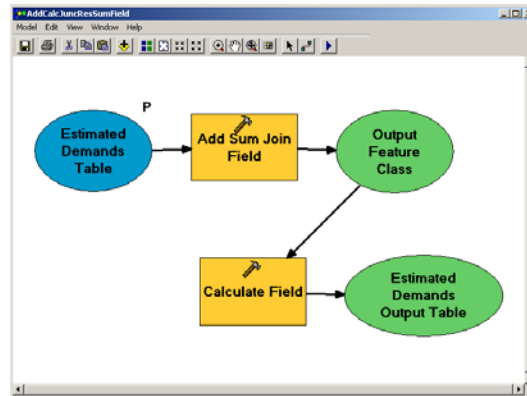 AddCalcJuncResSumField
Model Edit View Window Help
P
Estimated
Demands
Table
Add Sum Join
Field
Output
Feature
Class
Calculate Field
Estimated
Demands
Output Table